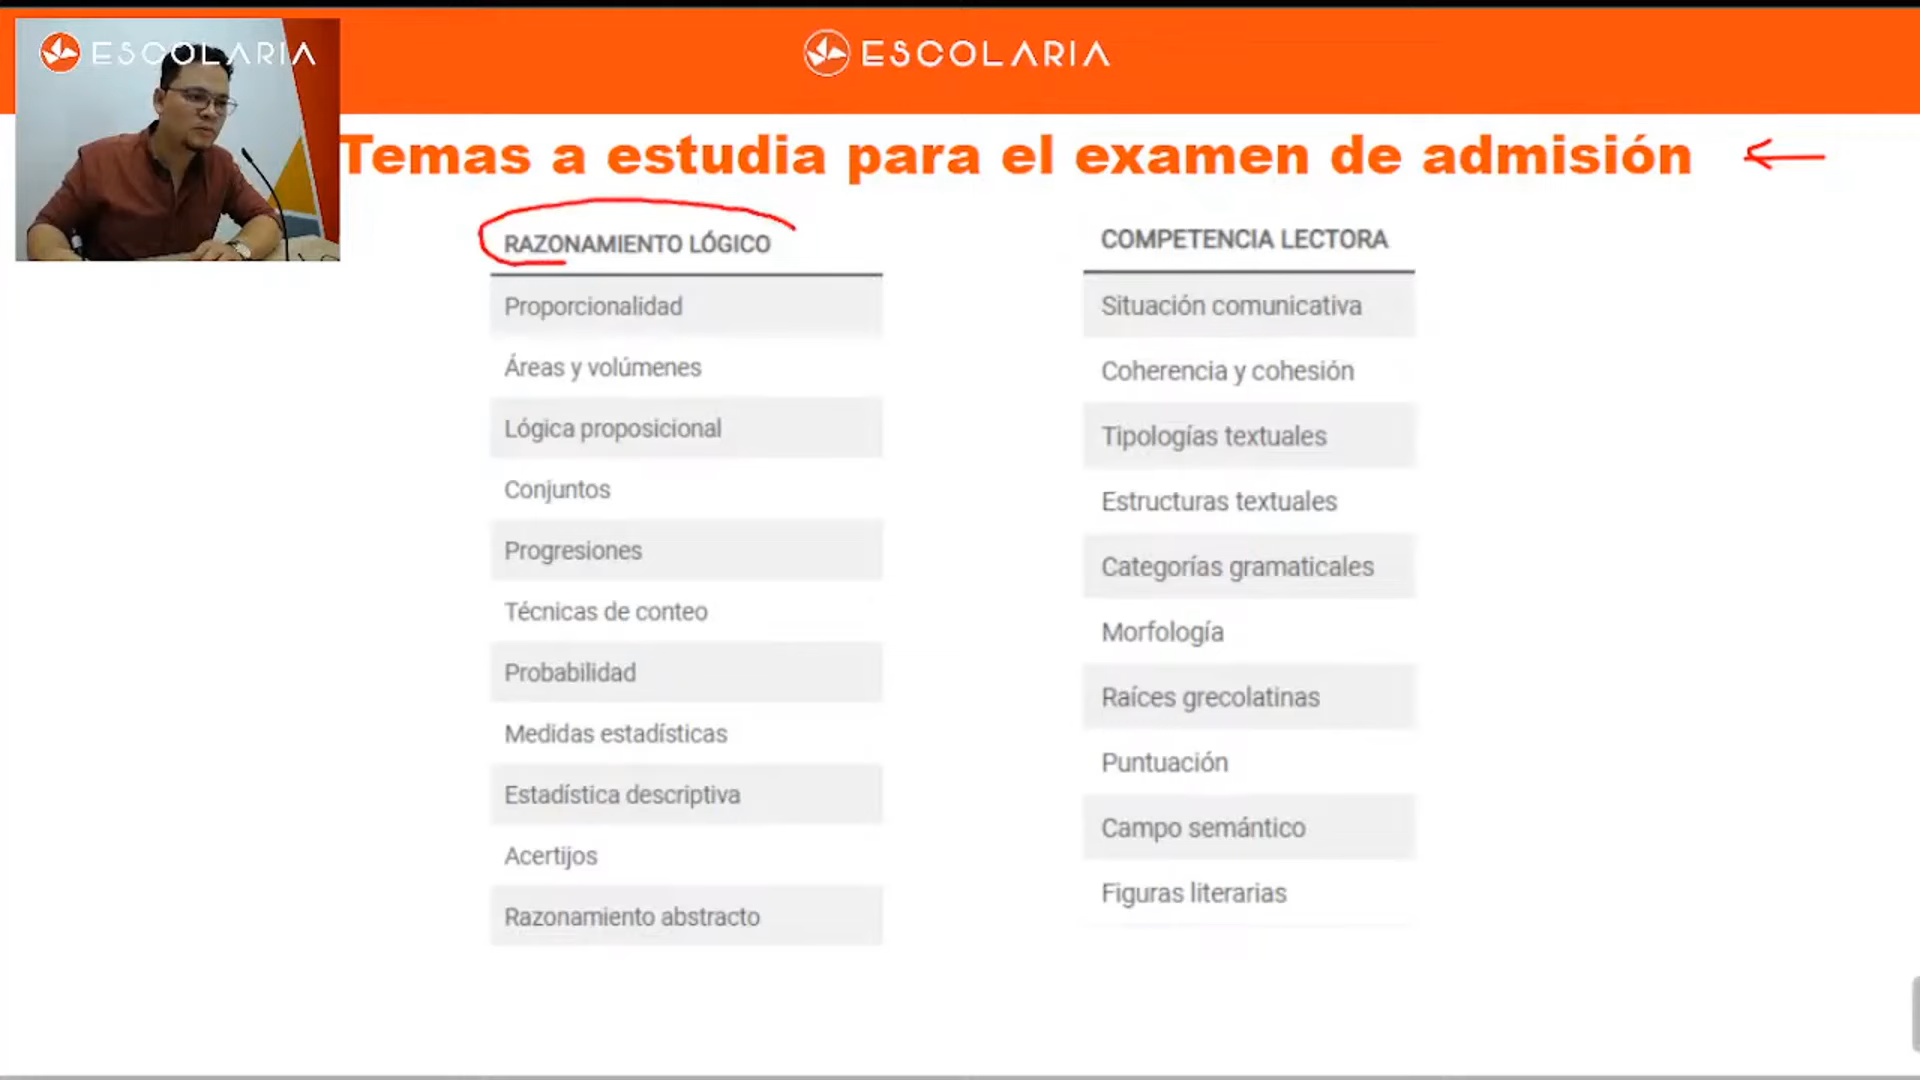 ESCOLARIA
ESCOLARIA
Temas a estudia para el examen de admisión
RAZONAMIENTO LÓGICO
Proporcionalidad
Áreas y volúmenes
Lógica proposicional
Conjuntos
Progresiones
Técnicas de conteo
Probabilidad
Medidas estadísticas
Estadística descriptiva
Acertijos
Razonamiento abstracto
COMPETENCIA LECTORA
Situación comunicativa
Coherencia y cohesión
Tipologías textuales
Estructuras textuales
Categorías gramaticales
Morfología
Raíces grecolatinas
Puntuación
Campo semántico
Figuras literarias